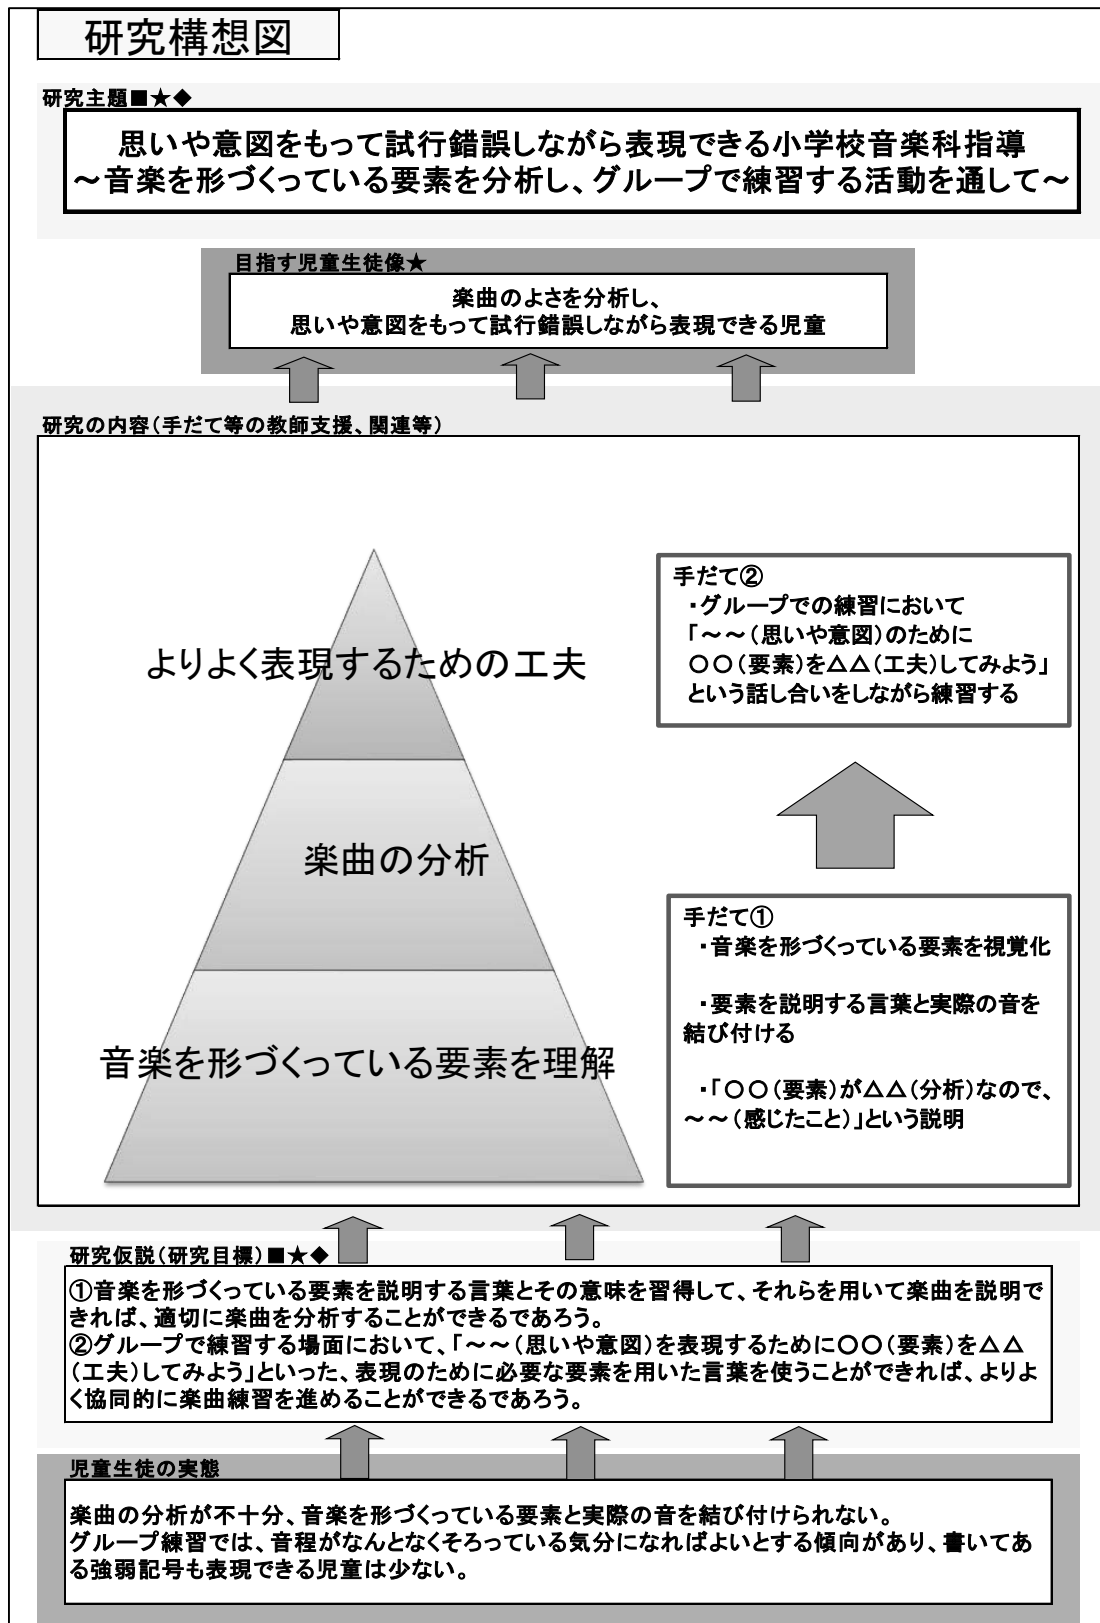 研究構想図
研究主題■★◆
思いや意図をもって試行錯誤しながら表現できる小学校音楽科指導
～音楽を形づくっている要素を分析し、グループで練習する活動を通して～
目指す児童生徒像★
楽曲のよさを分析し、
思いや意図をもって試行錯誤しながら表現できる児童
研究の内容（手だて等の教師支援、関連等）
よりよく表現するための工夫
楽曲の分析
音楽を形づくっている要素を理解
手だて②
・グループでの練習において
「～～（思いや意図）のために
○○（要素）を△△（工夫）してみよう」
という話し合いをしながら練習する
手だて①
・音楽を形づくっている要素を視覚化
・要素を説明する言葉と実際の音を
結び付ける
・「○○（要素）が△△（分析）なので、
～～（感じたこと）」という説明
研究仮説（研究目標）■★◆
①音楽を形づくっている要素を説明する言葉とその意味を習得して、それらを用いて楽曲を説明で
きれば、適切に楽曲を分析することができるであろう。
②グループで練習する場面において、「～～（思いや意図）を表現するために○○（要素）を△△
（工夫）してみよう」といった、表現のために必要な要素を用いた言葉を使うことができれば、よりよ
く協同的に楽曲練習を進めることができるであろう。
児童生徒の実態
楽曲の分析が不十分、音楽を形づくっている要素と実際の音を結び付けられない。
グループ練習では、音程がなんとなくそろっている気分になればよいとする傾向があり、書いてあ
る強弱記号も表現できる児童は少ない。